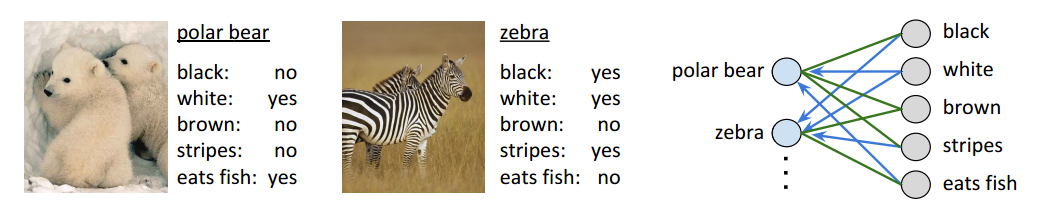 polar bear
black: no
white: yes
brown: no
stripes: no
eats fish: yes
zebra
black: yes
white: yes
brown: no
stripes: yes
eats fish: no
polar bear
zebra
black
white
brown
stripes
eats fish